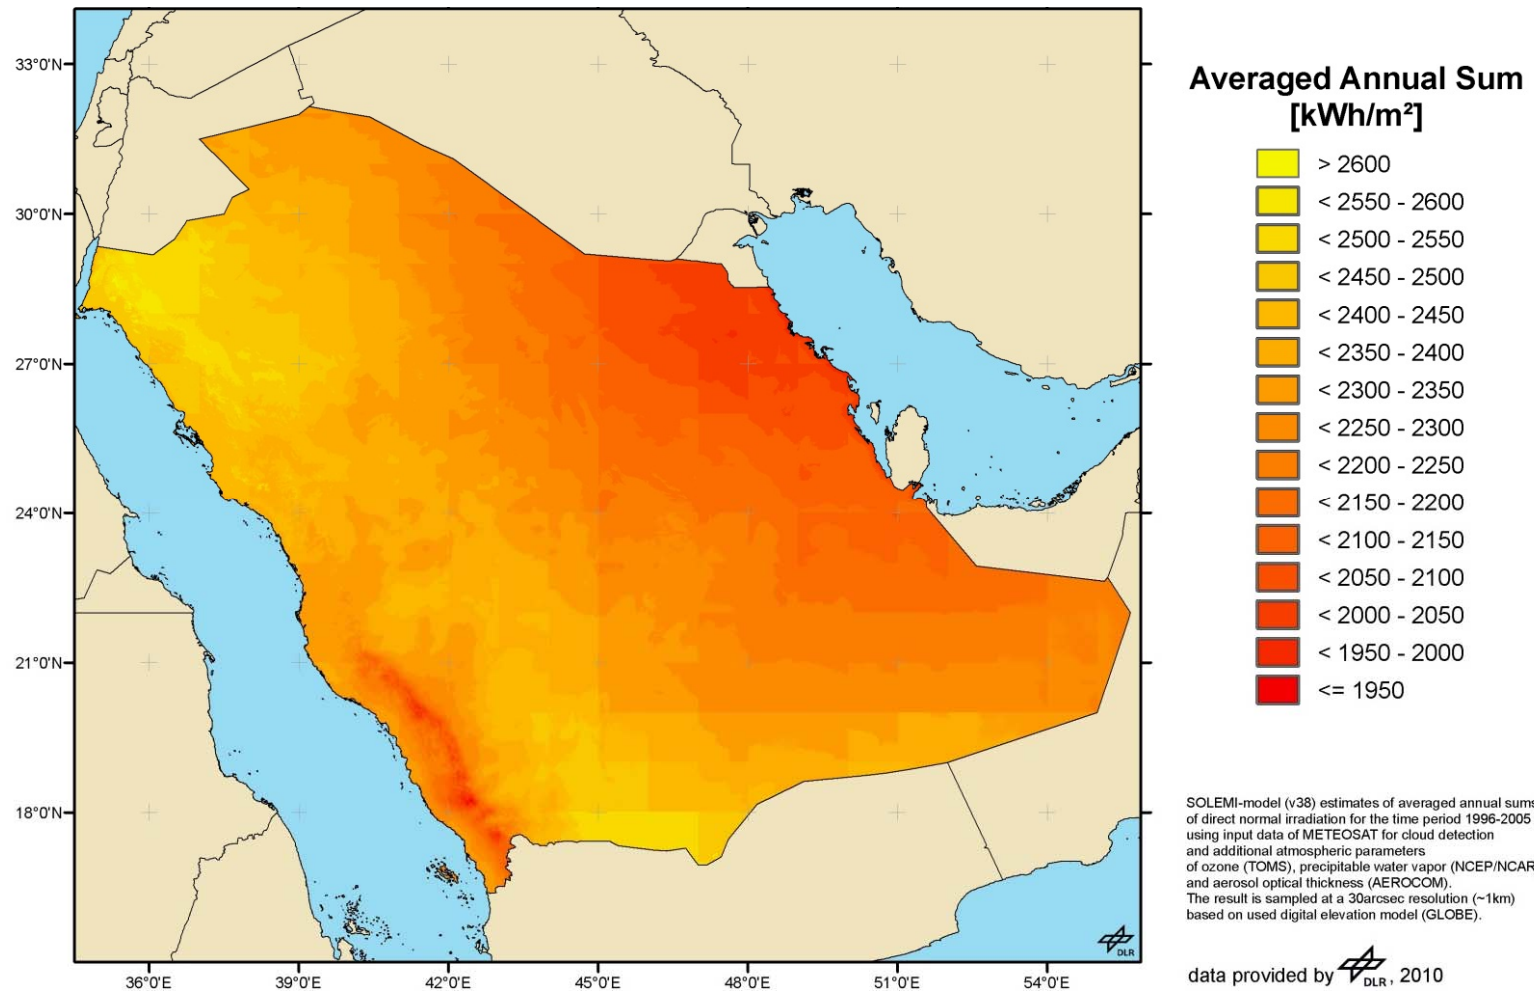 33°0'N
30°0'N
27°0'N
24°0'N
21°0'N
18°0'N
36°0'E
39°0'E
42°0'E
45°0'E
48°0'E
51°0'E
54°0'E
DLR
Averaged Annual Sum
[kWh/m²]
> 2600
< 2550 - 2600
< 2500 - 2550
< 2450 - 2500
< 2400 - 2450
< 2350 - 2400
< 2300 - 2350
< 2250 - 2300
< 2200 - 2250
< 2150 - 2200
< 2100 - 2150
< 2050 - 2100
< 2000 - 2050
< 1950 - 2000
<= 1950
SOLEMI-model (v38) estimates of averaged annual sums
of direct normal irradiation for the time period 1996-2005
using input data of METEOSAT for cloud detection
and additional atmospheric parameters
of ozone (TOMS), precipitable water vapor (NCEP/NCAR
and aerosol optical thickness (AEROCOM).
The result is sampled at a 30arcsec resolution (~1km)
based on used digital elevation model (GLOBE).
data provided by DLR, 2010